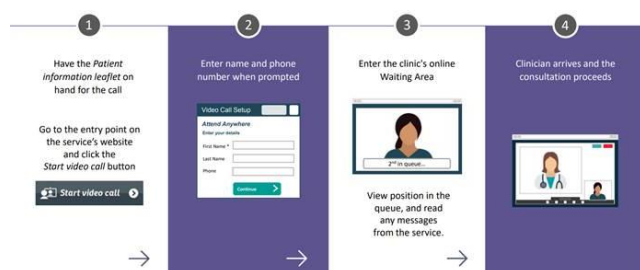 1
Have the Patient
information leaflet on
hand for the call
Go to the entry point on
the service's website
and click the
Start video call button
Start video call
2
Enter name and phone
number when prompted
Video Call Setup
Attend Anywhere
Enter your details
First Name *
Last Name
Phone
Continue
3
Enter the clinic's online
Waiting Area
2nd in queue...
View position in the
queue, and read
any messages
from the service.
4
Clinician arrives and the
consultation proceeds